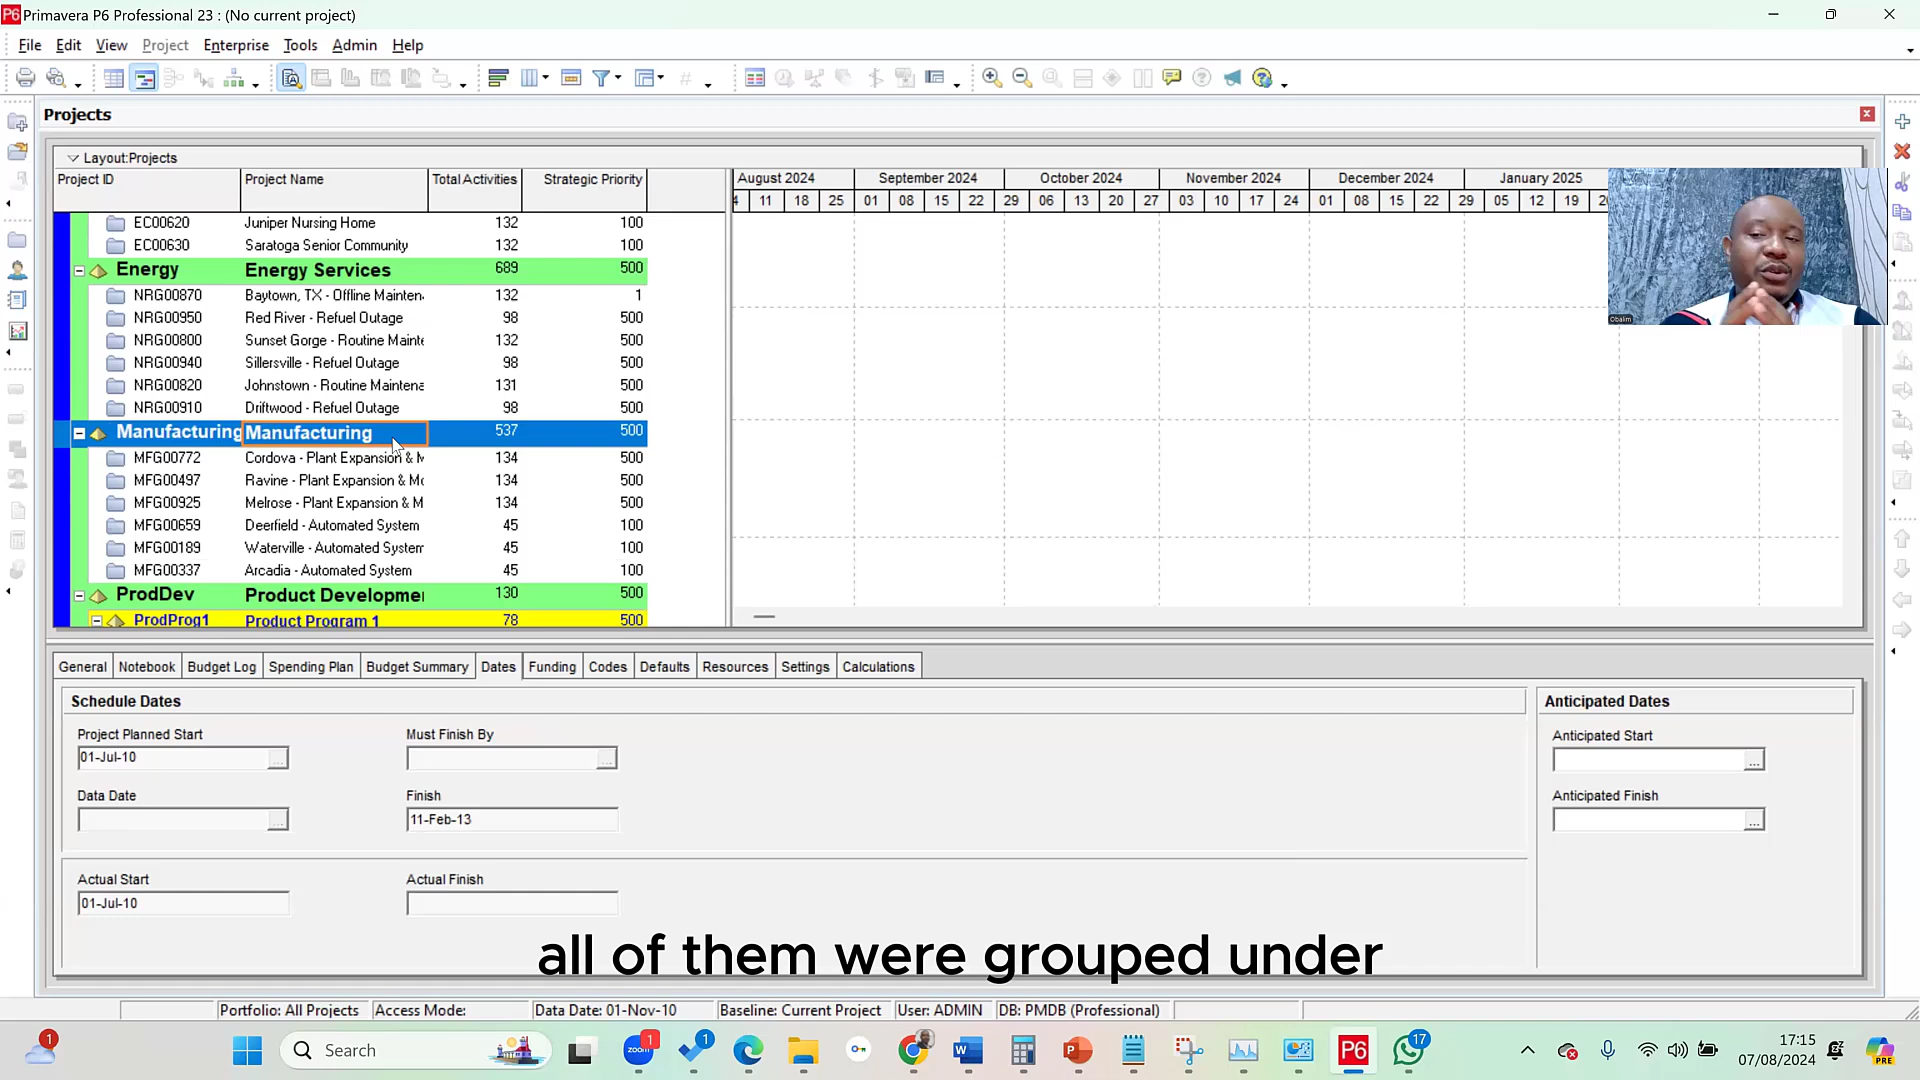 Primavera P6 Professional 23 : (No current project)
File Edit View Project Enterprise Tools Admin Help
Projects
Layout:Projects
Project ID Project Name Total Activities Strategic Priority
August 2024 September 2024 October 2024 November 2024 December 2024 January 2025
4 11 18 25 01 08 15 22 29 06 13 20 27 03 10 17 24 01 08 15 22 29 05 12 19
EC00620 Juniper Nursing Home 132 100
EC00630 Saratoga Senior Community 132 100
Energy Energy Services 689 500
NRG00870 Baytown, TX - Offline Mainten 132 1
NRG00950 Red River - Refuel Outage 98 500
NRG00800 Sunset Gorge - Routine Mainte 132 500
NRG00940 Sillersville - Refuel Outage 98 500
NRG00820 Johnstown - Routine Maintena 131 500
NRG00910 Driftwood - Refuel Outage 98 500
Manufacturing Manufacturing 537 500
MFG00772 Cordova - Plant Expansion & M 134 500
MFG00497 Ravine - Plant Expansion & Mo 134 500
MFG00925 Melrose - Plant Expansion & M 134 500
MFG00659 Deerfield - Automated System 45 100
MFG00189 Waterville - Automated System 45 100
MFG00337 Arcadia - Automated System 45 100
ProdDev Product Developme 130 500
ProdProg1 Product Program 1 78 500
Obalim
General Notebook Budget Log Spending Plan Budget Summary Dates Funding Codes Defaults Resources Settings Calculations
Schedule Dates Anticipated Dates
Project Planned Start Must Finish By Anticipated Start
01-Jul-10
Data Date Finish Anticipated Finish
11-Feb-13
Actual Start Actual Finish
01-Jul-10
all of them were grouped under
Portfolio: All Projects Access Mode: Data Date: 01-Nov-10 Baseline: Current Project User: ADMIN DB: PMDB (Professional)
1 Search 1 1 P6 17 17:15
07/08/2024 PRE